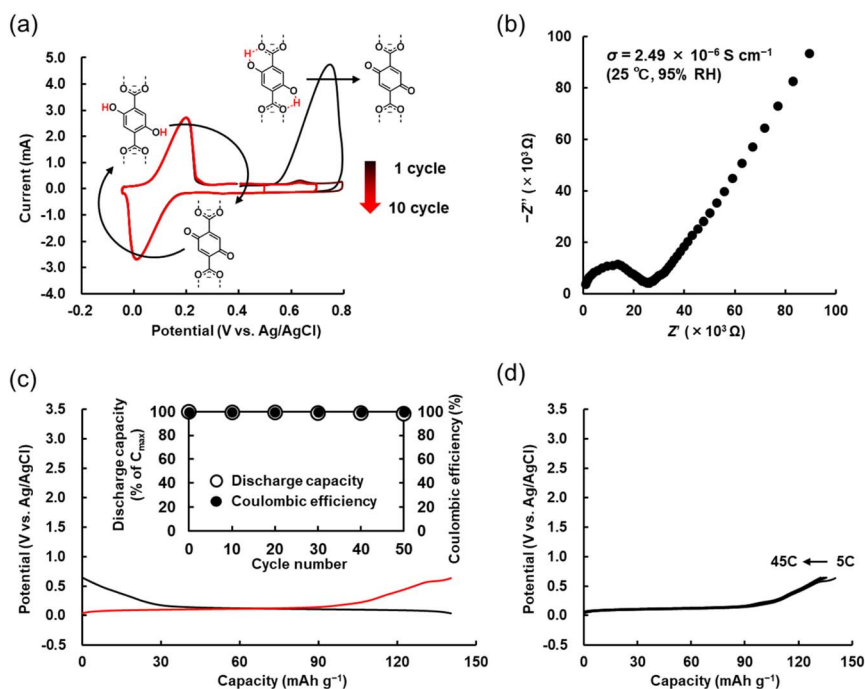 (a)
5.0
4.0
3.0
2.0
1.0
0.0
-1.0
-2.0
-3.0
-4.0
Current (mA)
-0.2
0.0
0.2
0.4
0.6
0.8
Potential (V vs. Ag/AgCl)
HO
OH
O
O
O
O
O
O
O
O
O
O
H
O
O
H
O
O
O
O
O
O
O
O
O
O
1 cycle
10 cycle
(b)
σ = 2.49 × 10⁻⁶ S cm⁻¹
(25 °C, 95% RH)
100
80
60
40
20
0
−Z'' (× 10³ Ω)
0
20
40
60
80
100
Z' (× 10³ Ω)
(c)
3.5
3.0
2.5
2.0
1.5
1.0
0.5
0.0
-0.5
Potential (V vs. Ag/AgCl)
0
30
60
90
120
150
Capacity (mAh g⁻¹)
Discharge capacity
(% of Cmax)
100
80
60
40
20
0
Discharge capacity
Coulombic efficiency
0
10
20
30
40
50
Cycle number
100
80
60
40
20
0
Coulombic efficiency (%)
(d)
3.5
3.0
2.5
2.0
1.5
1.0
0.5
0.0
-0.5
Potential (V vs. Ag/AgCl)
45C
5C
0
30
60
90
120
150
Capacity (mAh g⁻¹)